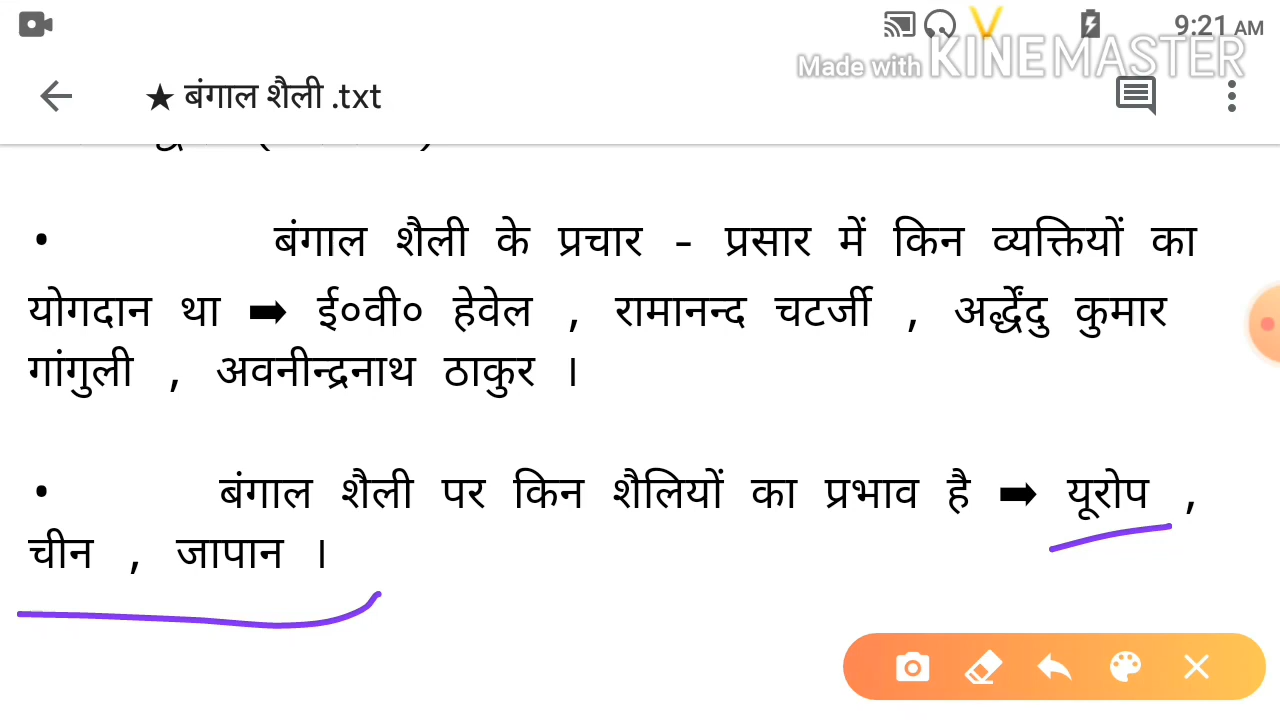 9:21 AM
Made with KINEMASTER
★ बंगाल शैली .txt
• बंगाल शैली के प्रचार - प्रसार में किन व्यक्तियों का
योगदान था ➡ ई०वी० हेवेल , रामानन्द चटर्जी , अर्द्धेंदु कुमार
गांगुली , अवनीन्द्रनाथ ठाकुर ।
• बंगाल शैली पर किन शैलियों का प्रभाव है ➡ यूरोप ,
चीन , जापान ।